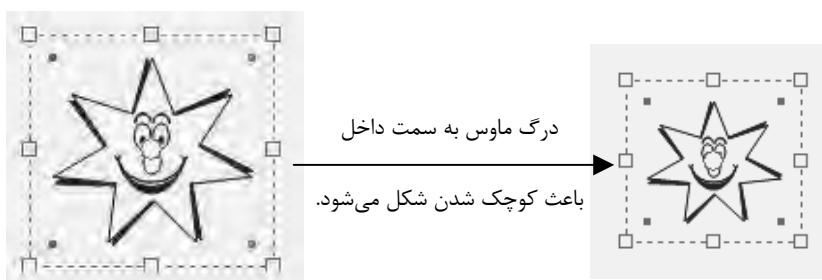 درگ ماوس به سمت داخل
باعث کوچک شدن شکل می‌شود.